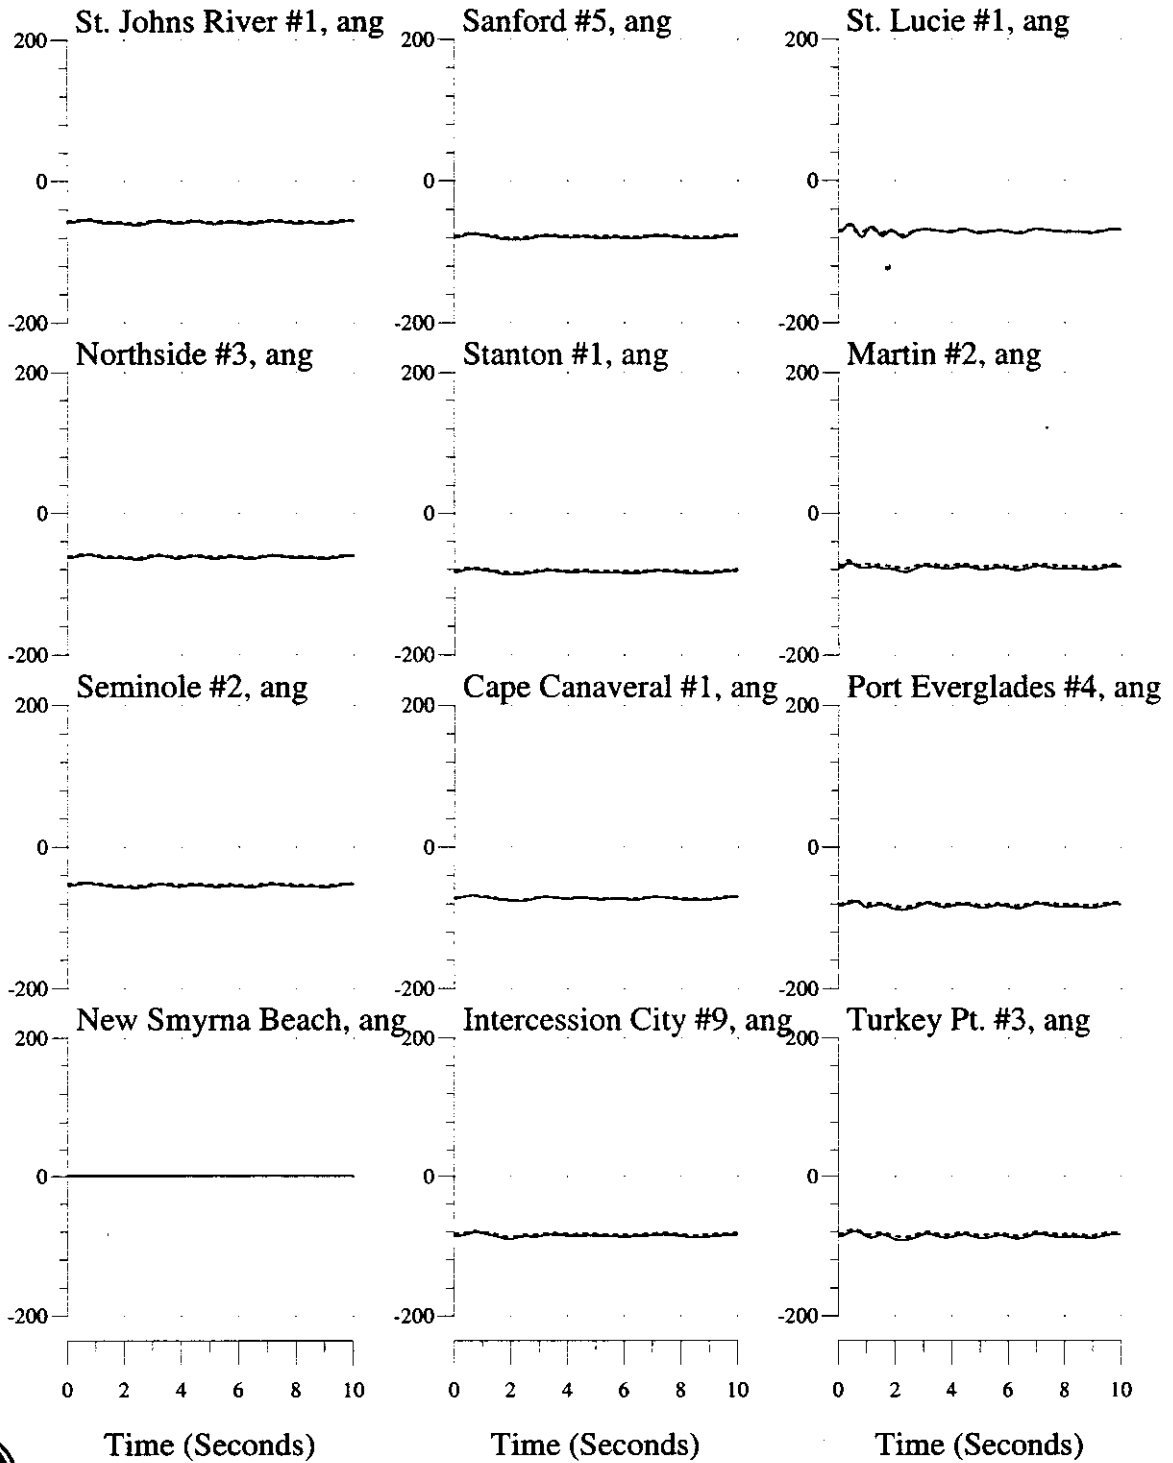 St. Johns River #1, ang Sanford #5, ang St. Lucie #1, ang
200 200 200
0 0 0
-200 -200 -200
Northside #3, ang Stanton #1, ang Martin #2, ang
200 200 200
0 0 0
-200 -200 -200
Seminole #2, ang Cape Canaveral #1, ang Port Everglades #4, ang
200 200 200
0 0 0
-200 -200 -200
New Smyrna Beach, ang Intercession City #9, ang Turkey Pt. #3, ang
200 200 200
0 0 0
-200 -200 -200
0 2 4 6 8 10 0 2 4 6 8 10 0 2 4 6 8 10
Time (Seconds) Time (Seconds) Time (Seconds)